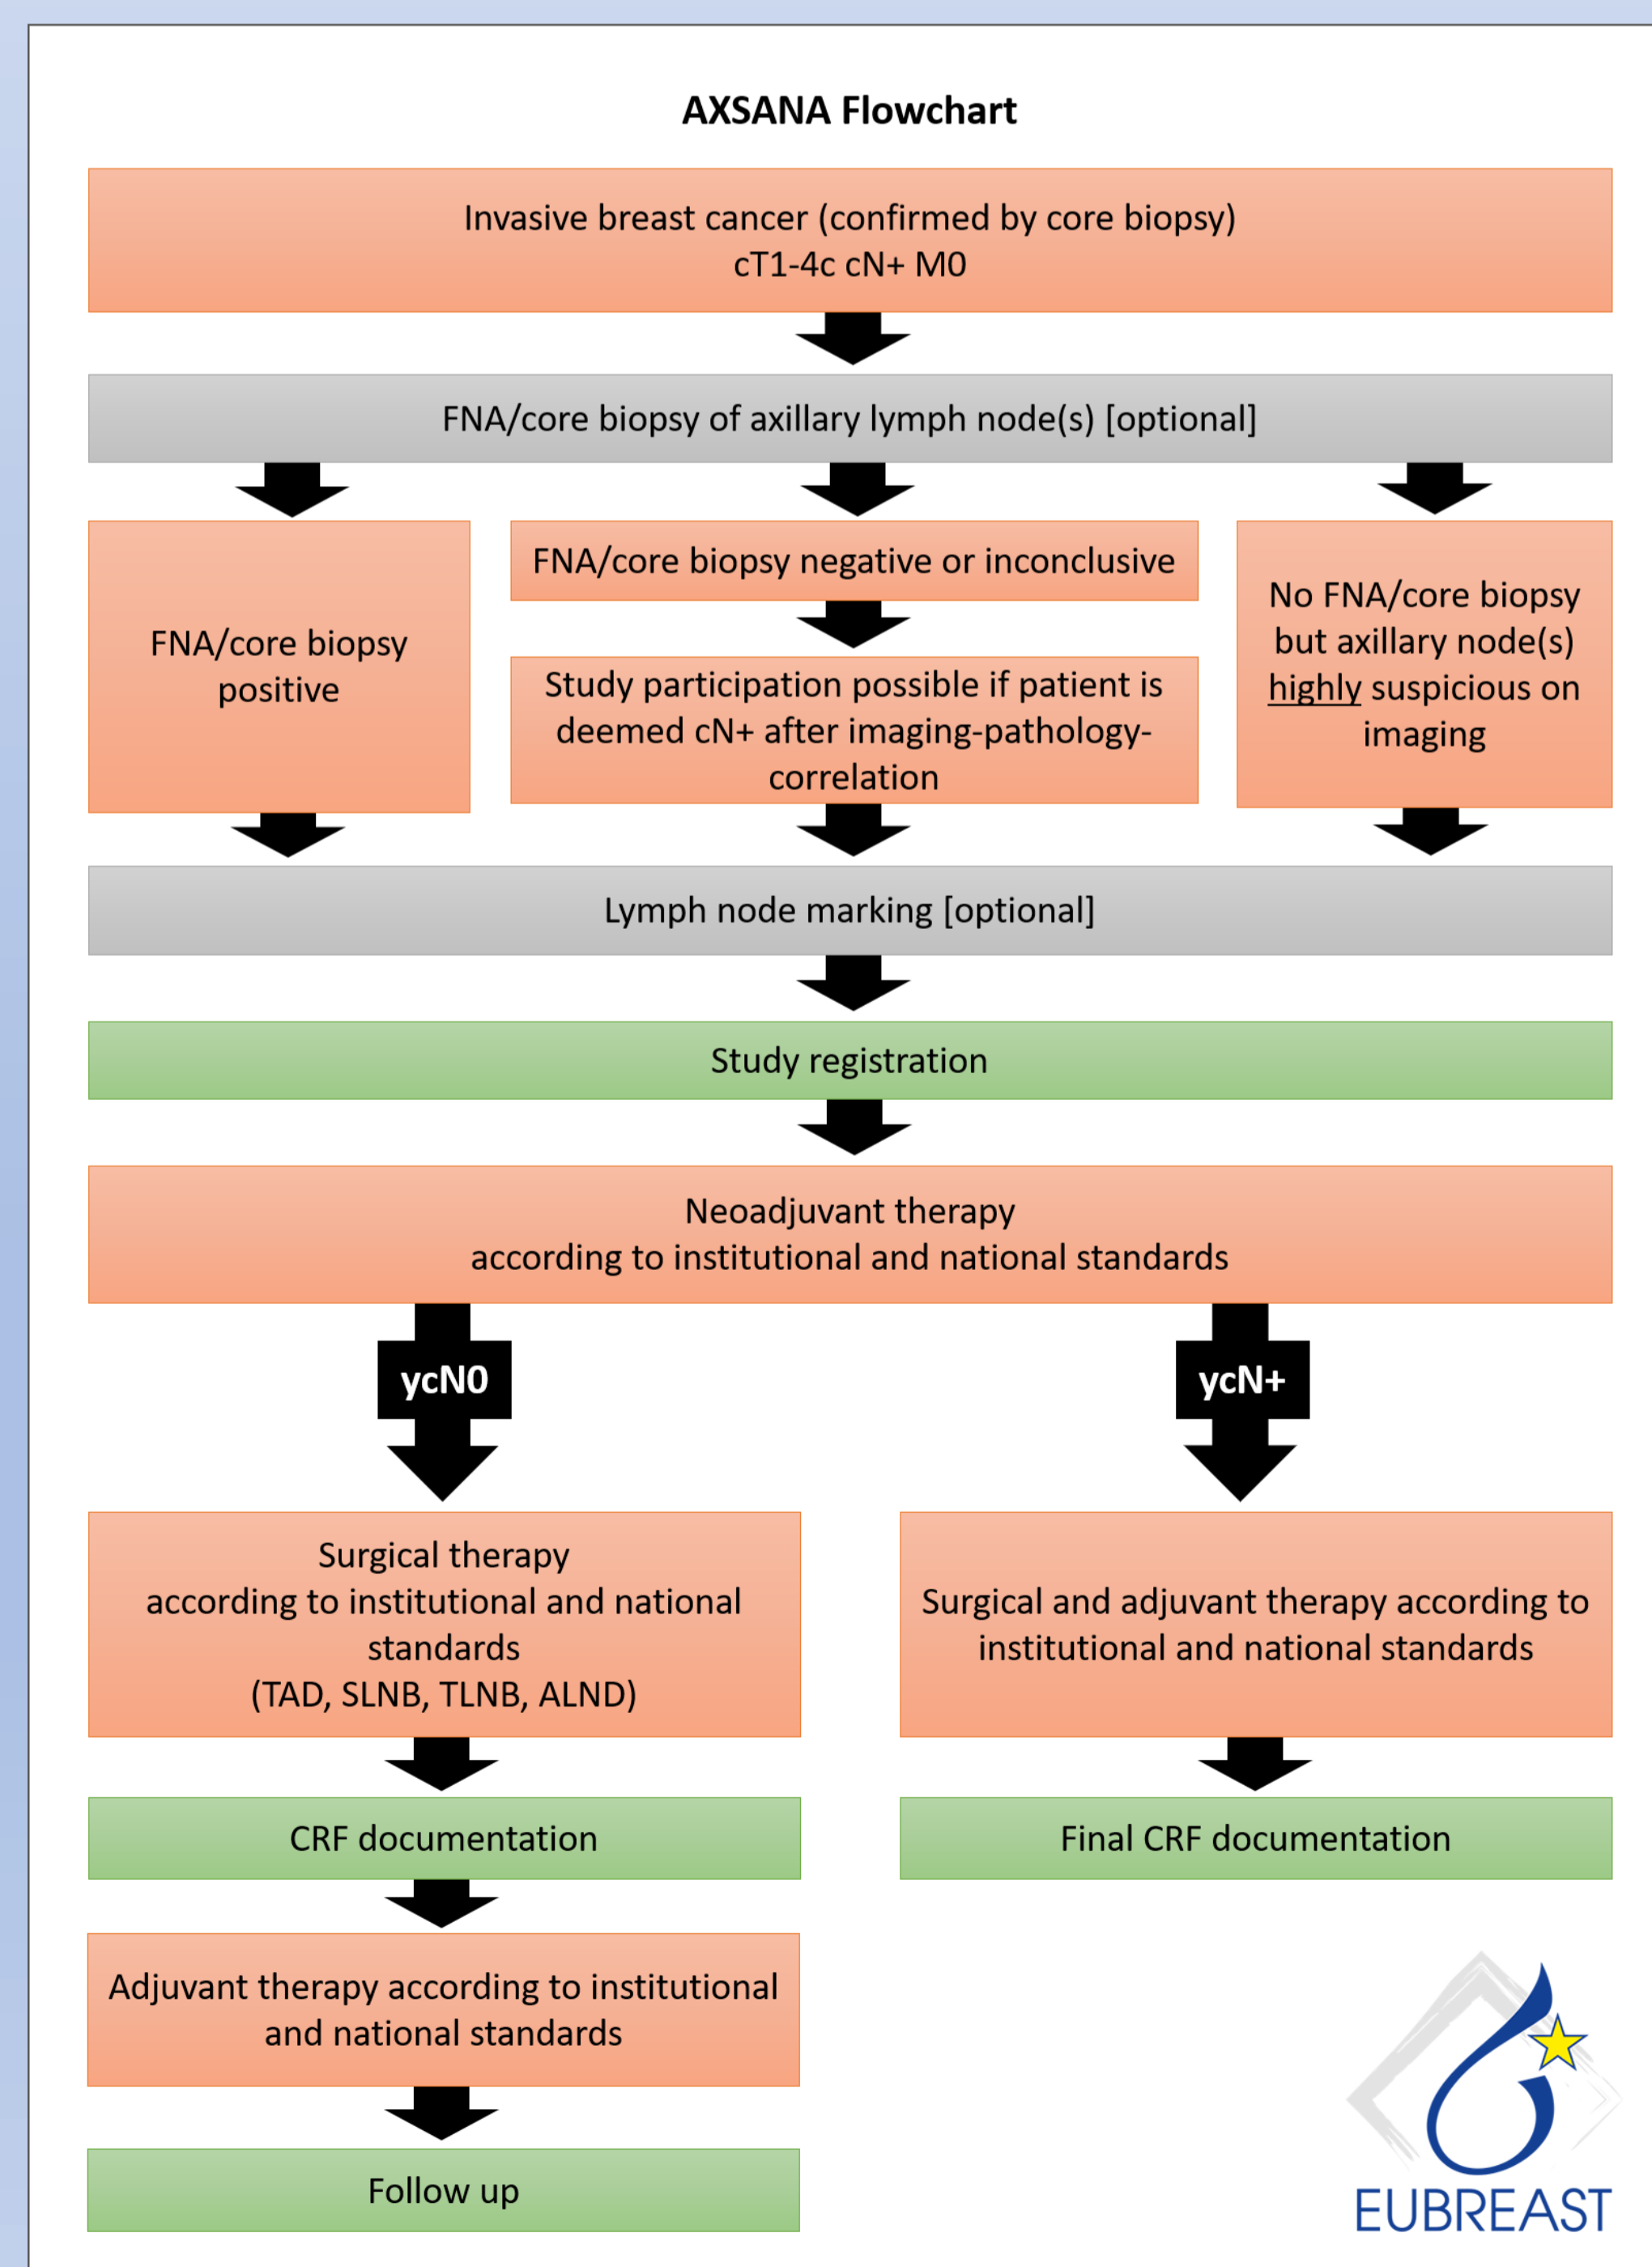 AXSANA Flowchart
Invasive breast cancer (confirmed by core biopsy)
cT1-4c cN+ M0
FNA/core biopsy of axillary lymph node(s) [optional]
FNA/core biopsy
positive
FNA/core biopsy negative or inconclusive
Study participation possible if patient is
deemed cN+ after imaging-pathology-
correlation
No FNA/core biopsy
but axillary node(s)
highly suspicious on
imaging
Lymph node marking [optional]
Study registration
Neoadjuvant therapy
according to institutional and national standards
ycN0
ycN+
Surgical therapy
according to institutional and national
standards
(TAD, SLNB, TLNB, ALND)
Surgical and adjuvant therapy according to
institutional and national standards
CRF documentation
Final CRF documentation
Adjuvant therapy according to institutional
and national standards
Follow up
EUBREAST